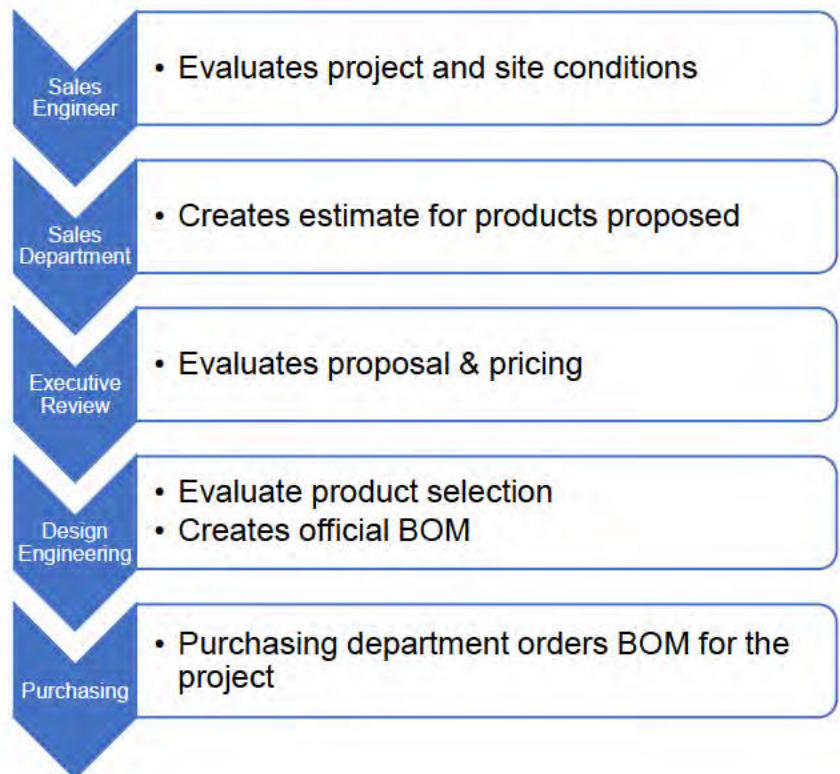 Sales
Engineer
• Evaluates project and site conditions
Sales
Department
• Creates estimate for products proposed
Executive
Review
• Evaluates proposal & pricing
Design
Engineering
• Evaluate product selection
• Creates official BOM
Purchasing
• Purchasing department orders BOM for the
project